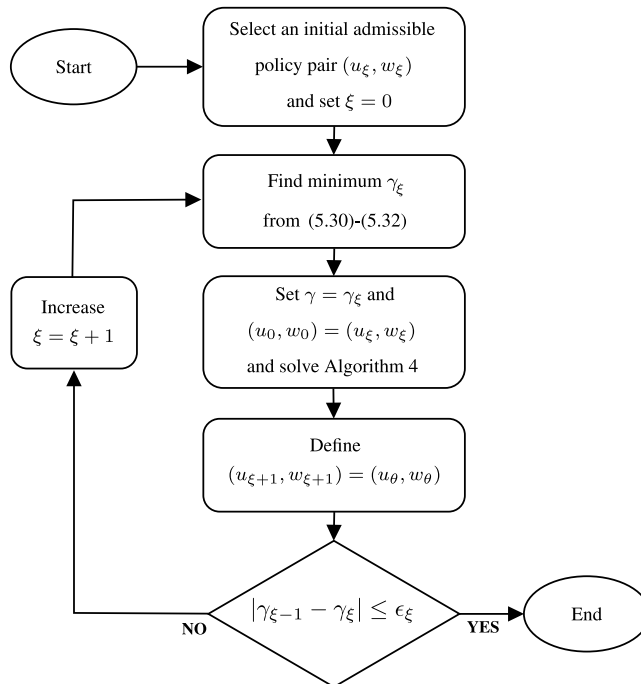 Start
Select an initial admissible
policy pair (u_ξ, w_ξ)
and set ξ = 0
Find minimum γ_ξ
from (5.30)-(5.32)
Set γ = γ_ξ and
(u_0, w_0) = (u_ξ, w_ξ)
and solve Algorithm 4
Increase
ξ = ξ + 1
Define
(u_{ξ+1}, w_{ξ+1}) = (u_θ, w_θ)
|γ_{ξ−1} − γ_ξ| ≤ ϵ_ξ
NO
YES
End